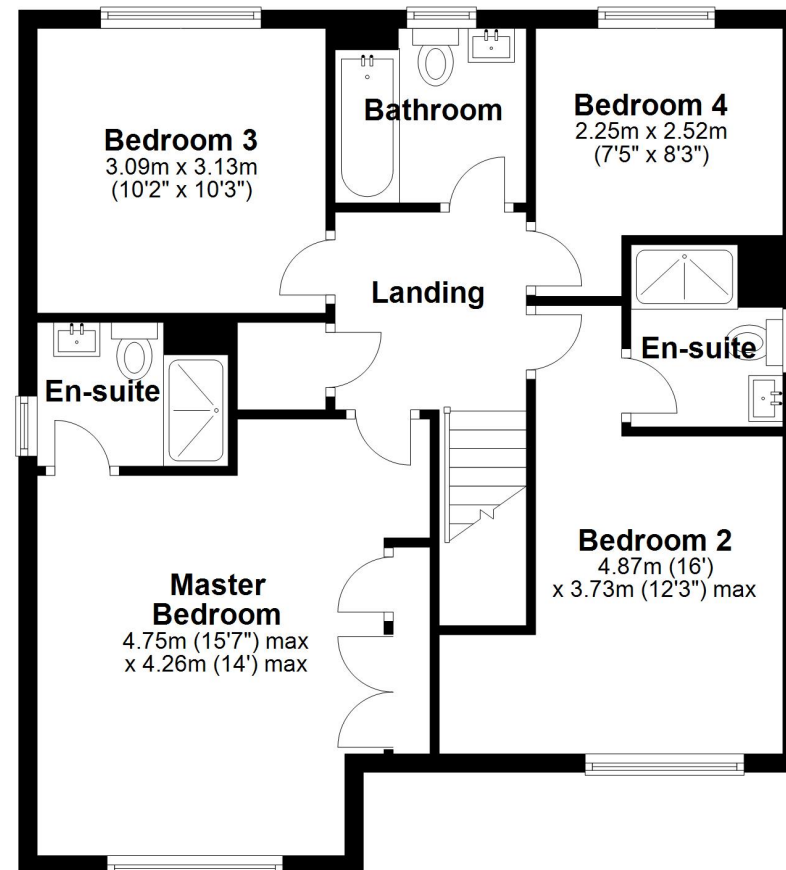 Bedroom 3
3.09m x 3.13m
(10'2" x 10'3")
Bathroom
Bedroom 4
2.25m x 2.52m
(7'5" x 8'3")
Landing
En-suite
En-suite
Master
Bedroom
4.75m (15'7") max
x 4.26m (14') max
Bedroom 2
4.87m (16')
x 3.73m (12'3") max